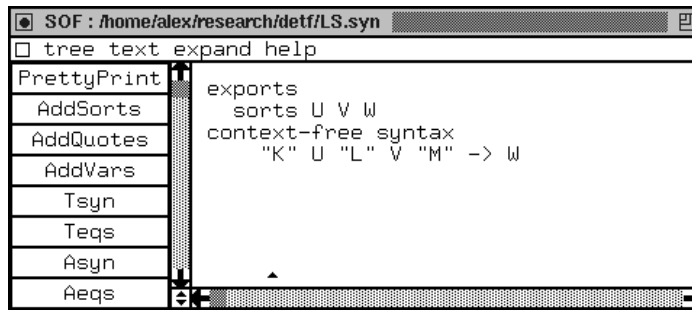 SOF : /home/alex/research/detf/LS.syn
tree text expand help
PrettyPrint
AddSorts
AddQuotes
AddVars
Tsyn
Teqs
Asyn
Aeqs
exports
sorts U V W
context-free syntax
"K" U "L" V "M" -> W